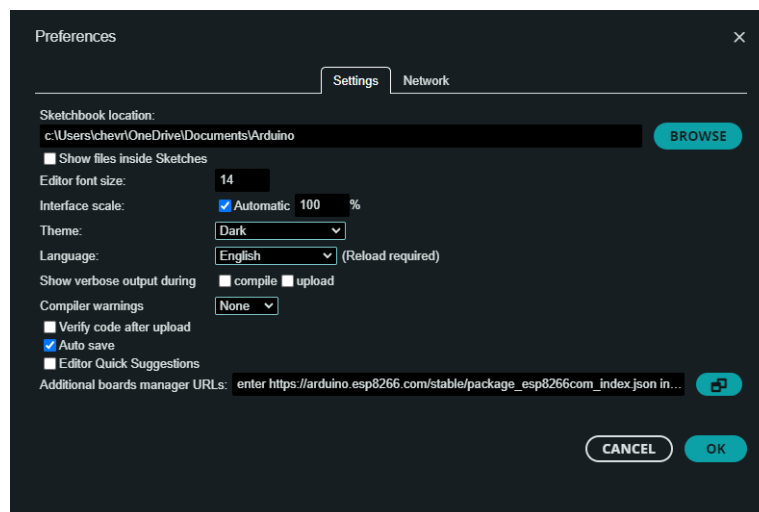 Preferences
Settings Network
Sketchbook location:
c:\Users\chevr\OneDrive\Documents\Arduino BROWSE
Show files inside Sketches
Editor font size: 14
Interface scale: Automatic 100 %
Theme: Dark
Language: English (Reload required)
Show verbose output during compile upload
Compiler warnings None
Verify code after upload
Auto save
Editor Quick Suggestions
Additional boards manager URLs: enter https://arduino.esp8266.com/stable/package_esp8266com_index.json in...
CANCEL OK